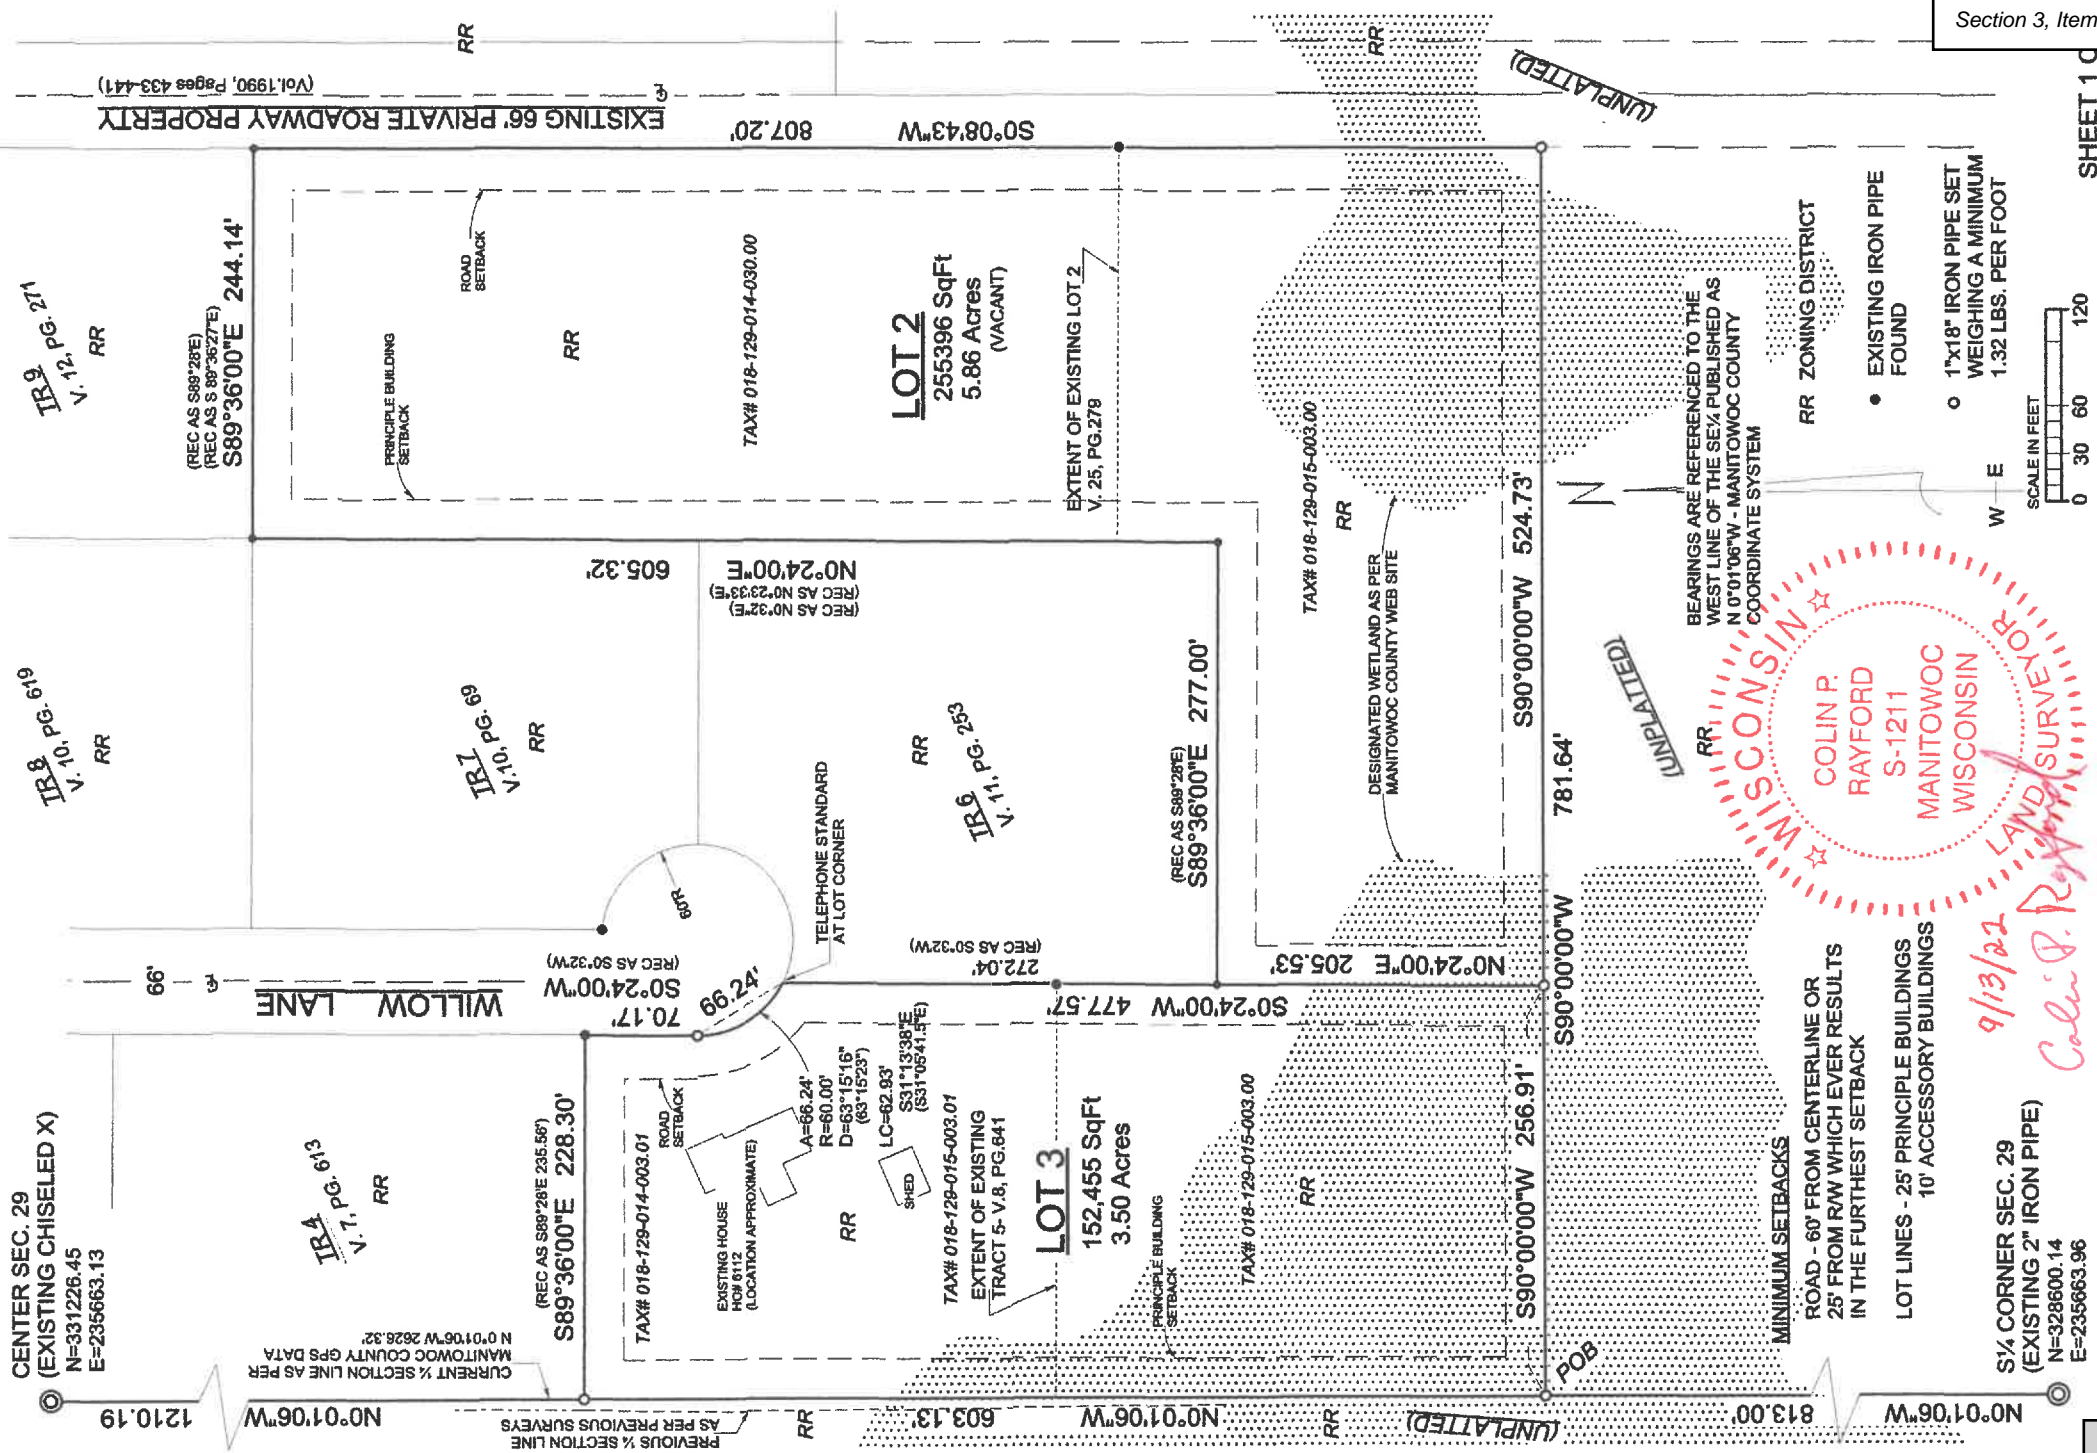 Section 3, Item
SHEET 1 O
CENTER SEC. 29
(EXISTING CHISELED X)
N=331226.45
E=235663.13
1210.19
N0°01'06"W
CURRENT ¼ SECTION LINE AS PER
MANITOWOC COUNTY GPS DATA
N 0°01'06"W 2626.32'
PREVIOUS ¼ SECTION LINE
AS PER PREVIOUS SURVEYS
RR
603.13'
N0°01'06"W
RR
(UNPLATTED)
813.00'
N0°01'06"W
TR.4
V. 7, PG. 613
RR
66'
WILLOW LANE
TR.8
V. 10, PG. 619
RR
TR.9
V. 12, PG. 271
RR
TR.7
V.10, PG. 69
RR
TR.6
V. 11, PG. 253
RR
(REC AS S89°28'E 235.56')
S89°36'00"E 228.30'
(REC AS S0°32'W)
S0°24'00"W
70.17'
66.24'
60'R
TELEPHONE STANDARD
AT LOT CORNER
(REC AS S0°32'W)
272.04'
S0°24'00"W 477.57'
N0°24'00"E 205.53'
TAX# 018-129-014-003.01
ROAD
SETBACK
EXISTING HOUSE
HO# 6112
(LOCATION APPROXIMATE)
A=66.24'
R=60.00'
D=63°15'16"
(63°15'23")
LC=62.93'
S31°13'38"E
(S31°05'41.5"E)
SHED
RR
TAX# 018-129-015-003.01
EXTENT OF EXISTING
TRACT 5- V.8, PG.641
LOT 3
152,455 SqFt
3.50 Acres
PRINCIPLE BUILDING
SETBACK
TAX# 018-129-015-003.00
RR
S90°00'00"W 256.91'
POB
(REC AS S89°28'E)
(REC AS S 89°36'27"E)
S89°36'00"E 244.14'
605.32'
N0°24'00"E
(REC AS N0°23'33"E)
(REC AS N0°32'E)
(REC AS S89°28'E)
S89°36'00"E 277.00'
PRINCIPLE BUILDING
SETBACK
ROAD
SETBACK
RR
TAX# 018-129-014-030.00
LOT 2
255396 SqFt
5.86 Acres
(VACANT)
EXTENT OF EXISTING LOT 2
V. 25, PG.279
TAX# 018-129-015-003.00
RR
DESIGNATED WETLAND AS PER
MANITOWOC COUNTY WEB SITE
S90°00'00"W 524.73'
S90°00'00"W 781.64'
EXISTING 66' PRIVATE ROADWAY PROPERTY
(Vol.1990, Pages 433-441)
807.20'
S0°08'43"W
RR
RR
(UNPLATTED)
(UNPLATTED)
RR
MINIMUM SETBACKS
ROAD - 60' FROM CENTERLINE OR
25' FROM R/W WHICH EVER RESULTS
IN THE FURTHEST SETBACK
LOT LINES - 25' PRINCIPLE BUILDINGS
10' ACCESSORY BUILDINGS
S¼ CORNER SEC. 29
(EXISTING 2" IRON PIPE)
N=328600.14
E=235663.96
BEARINGS ARE REFERENCED TO THE
WEST LINE OF THE SE¼ PUBLISHED AS
N 0°01'06"W - MANITOWOC COUNTY
COORDINATE SYSTEM
RR ZONING DISTRICT
EXISTING IRON PIPE
FOUND
1"x18" IRON PIPE SET
WEIGHING A MINIMUM
1.32 LBS. PER FOOT
N
W E
SCALE IN FEET
0 30 60 120
WISCONSIN
COLIN P.
RAYFORD
S-1211
MANITOWOC
WISCONSIN
LAND SURVEYOR
9/13/22
Colin P. Rayford